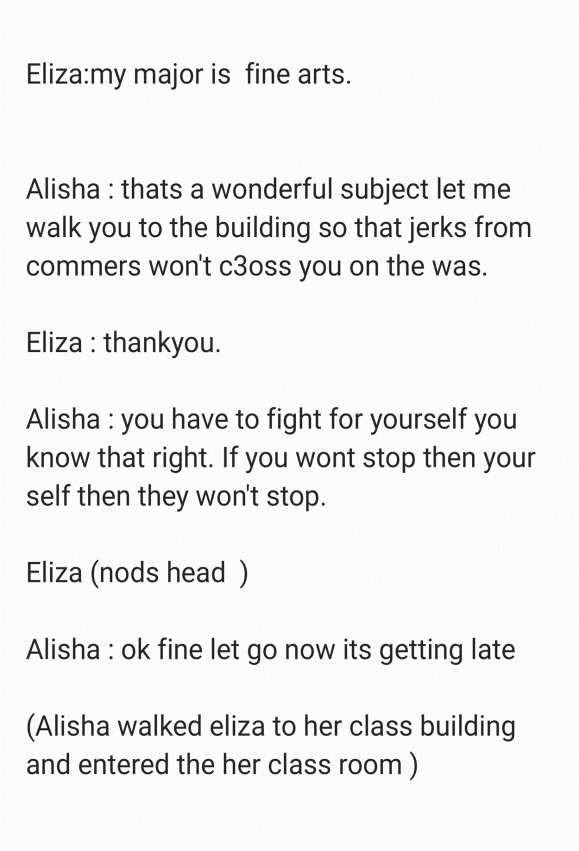 Eliza:my major is  fine arts.
Alisha : thats a wonderful subject let me
walk you to the building so that jerks from
commers won't c3oss you on the was.
Eliza : thankyou.
Alisha : you have to fight for yourself you
know that right. If you wont stop then your
self then they won't stop.
Eliza (nods head  )
Alisha : ok fine let go now its getting late
(Alisha walked eliza to her class building
and entered the her class room )